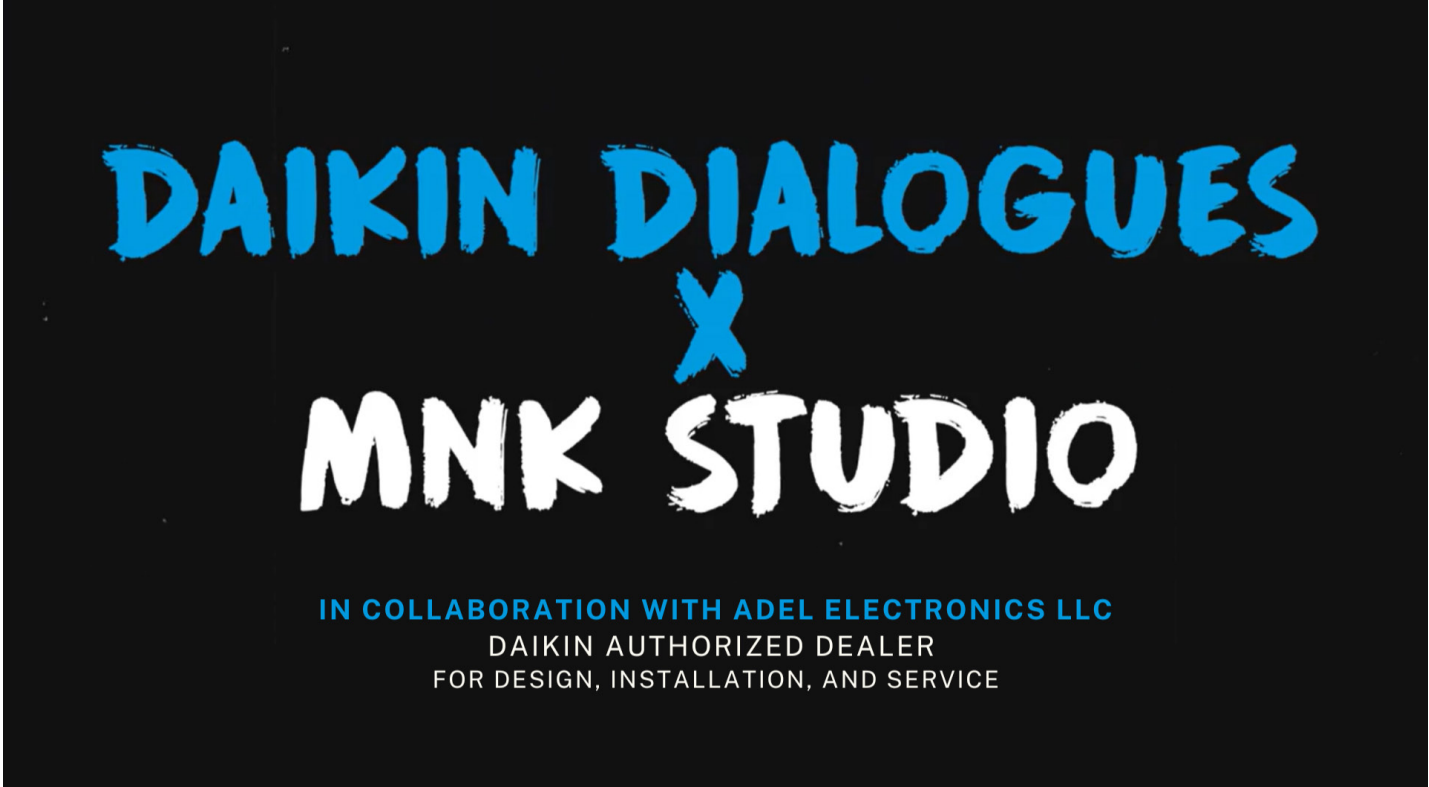 DAIKIN DIALOGUES
X
MNK STUDIO
IN COLLABORATION WITH ADEL ELECTRONICS LLC
DAIKIN AUTHORIZED DEALER
FOR DESIGN, INSTALLATION, AND SERVICE